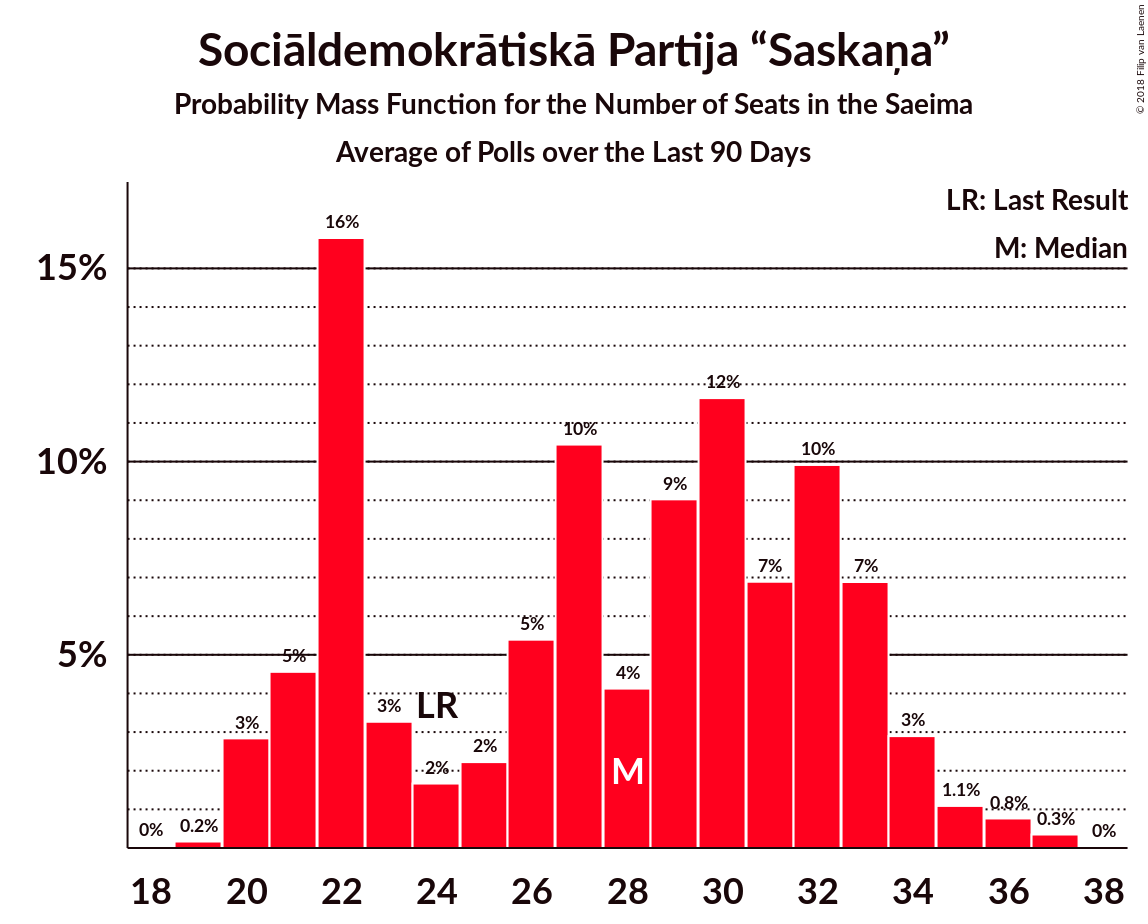 Sociāldemokrātiskā Partija “Saskaņa”
Probability Mass Function for the Number of Seats in the Saeima
Average of Polls over the Last 90 Days
© 2018 Filip van Laenen
LR: Last Result
M: Median
15%
10%
5%
0%
0.2%
3%
5%
16%
3%
LR
2%
2%
5%
10%
4%
M
9%
12%
7%
10%
7%
3%
1.1%
0.8%
0.3%
0%
18 20 22 24 26 28 30 32 34 36 38